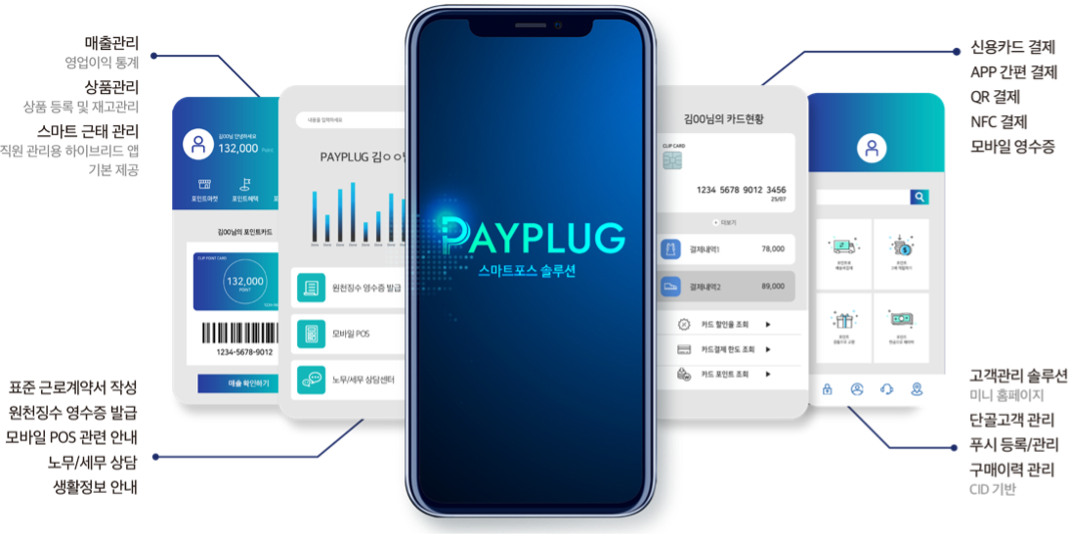 매출관리
영업이익 통계
상품관리
상품 등록 및 재고관리
스마트 근태 관리
직원 관리용 하이브리드 앱
기본 제공
표준 근로계약서 작성
원천징수 영수증 발급
모바일 POS 관련 안내
노무/세무 상담
생활정보 안내
김00님 안녕하세요
132,000 Point
포인트마켓
포인트혜택
김00님의 포인트카드
CLIP POINT CARD
132,000
POINT
1234-5678-9012
매출 확인하기
내용을 입력하세요
PAYPLUG 김ㅇㅇ
원천징수 영수증 발급
모바일 POS
노무/세무 상담센터
PAYPLUG
스마트포스 솔루션
김00님의 카드현황
CLIP CARD
1234 5678 9012 3456
25/07
더보기
결제내역1
78,000
결제내역2
89,000
카드 할인율 조회
카드결제 한도 조회
카드 포인트 조회
신용카드 결제
APP 간편 결제
QR 결제
NFC 결제
모바일 영수증
고객관리 솔루션
미니 홈페이지
단골고객 관리
푸시 등록/관리
구매이력 관리
CID 기반